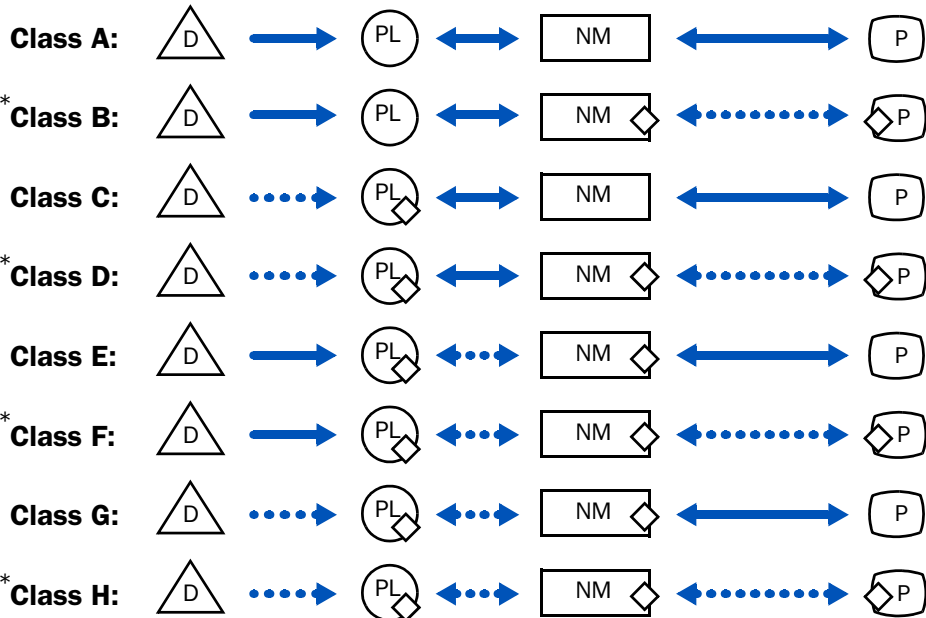 Class A: D PL NM P
*Class B: D PL NM P
Class C: D PL NM P
*Class D: D PL NM P
Class E: D PL NM P
*Class F: D PL NM P
Class G: D PL NM P
*Class H: D PL NM P